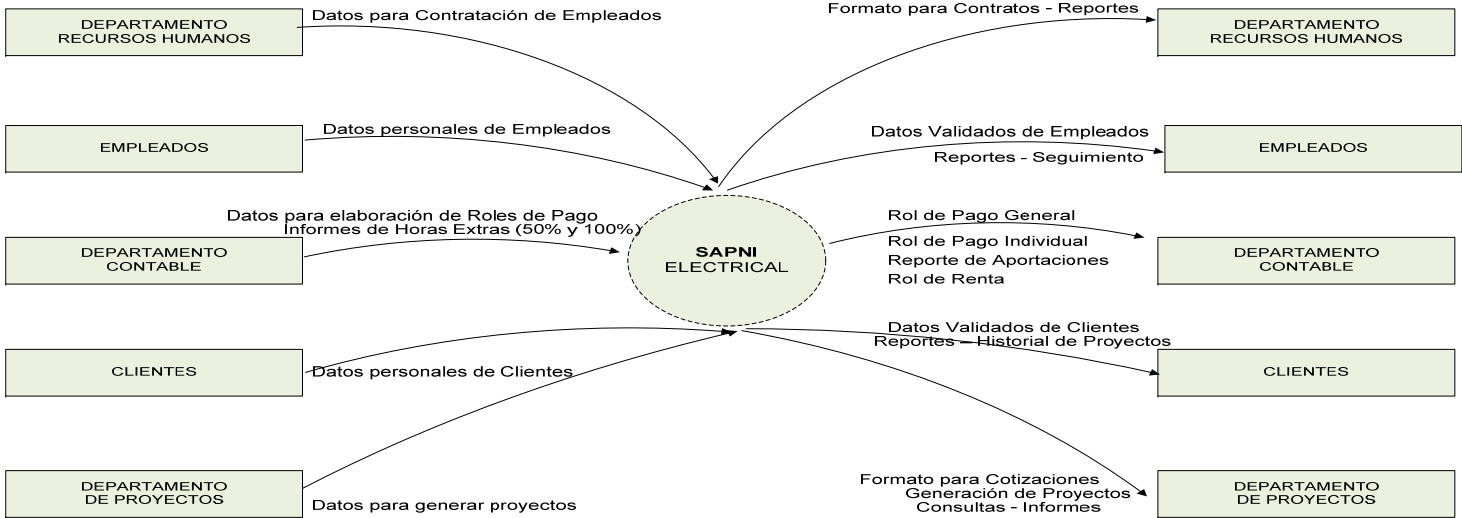 DEPARTAMENTO
RECURSOS HUMANOS
Datos para Contratación de Empleados
Formato para Contratos - Reportes
DEPARTAMENTO
RECURSOS HUMANOS
EMPLEADOS
Datos personales de Empleados
Datos Validados de Empleados
Reportes - Seguimiento
EMPLEADOS
DEPARTAMENTO
CONTABLE
Datos para elaboración de Roles de Pago
Informes de Horas Extras (50% y 100%)
SAPNI
ELECTRICAL
Rol de Pago General
Rol de Pago Individual
Reporte de Aportaciones
Rol de Renta
DEPARTAMENTO
CONTABLE
CLIENTES
Datos personales de Clientes
Datos Validados de Clientes
Reportes – Historial de Proyectos
CLIENTES
DEPARTAMENTO
DE PROYECTOS
Datos para generar proyectos
Formato para Cotizaciones
Generación de Proyectos
Consultas - Informes
DEPARTAMENTO
DE PROYECTOS